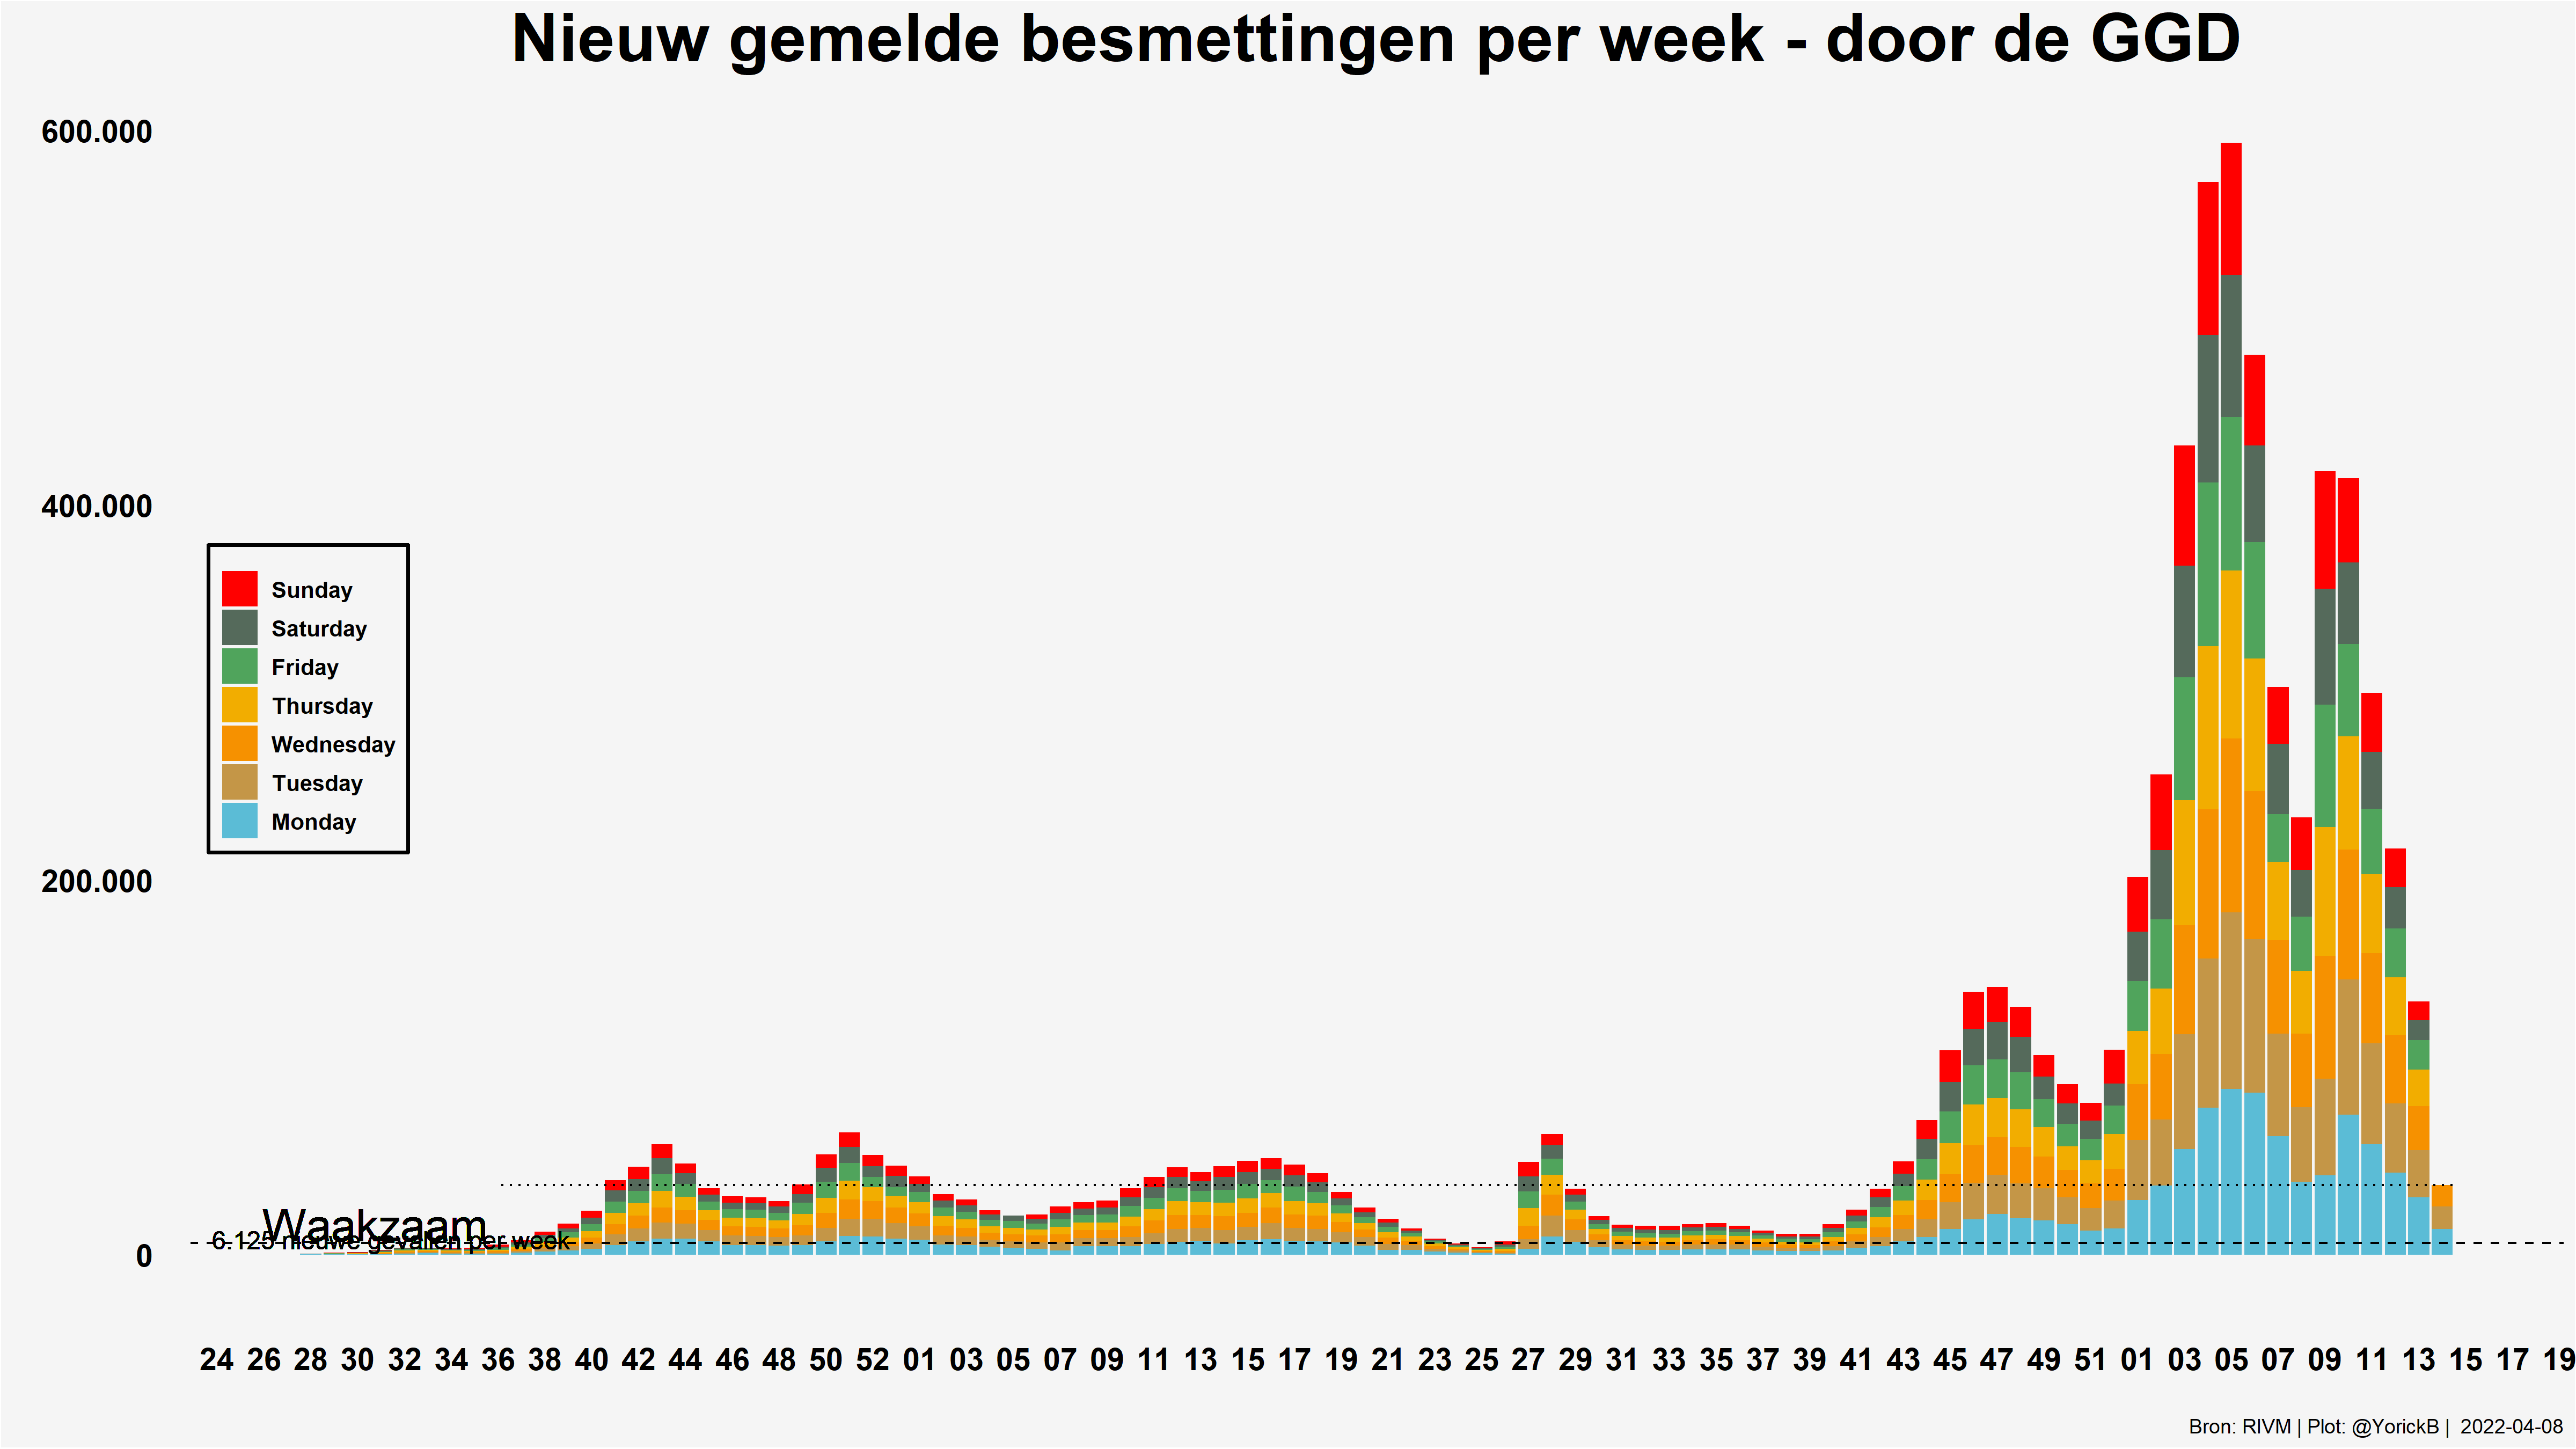 Nieuw gemelde besmettingen per week - door de GGD
600.000
400.000
200.000
0
Sunday
Saturday
Friday
Thursday
Wednesday
Tuesday
Monday
Waakzaam
6.125 nieuwe gevallen per week
24 26 28 30 32 34 36 38 40 42 44 46 48 50 52 01 03 05 07 09 11 13 15 17 19 21 23 25 27 29 31 33 35 37 39 41 43 45 47 49 51 01 03 05 07 09 11 13 15 17 19
Bron: RIVM | Plot: @YorickB | 2022-04-08